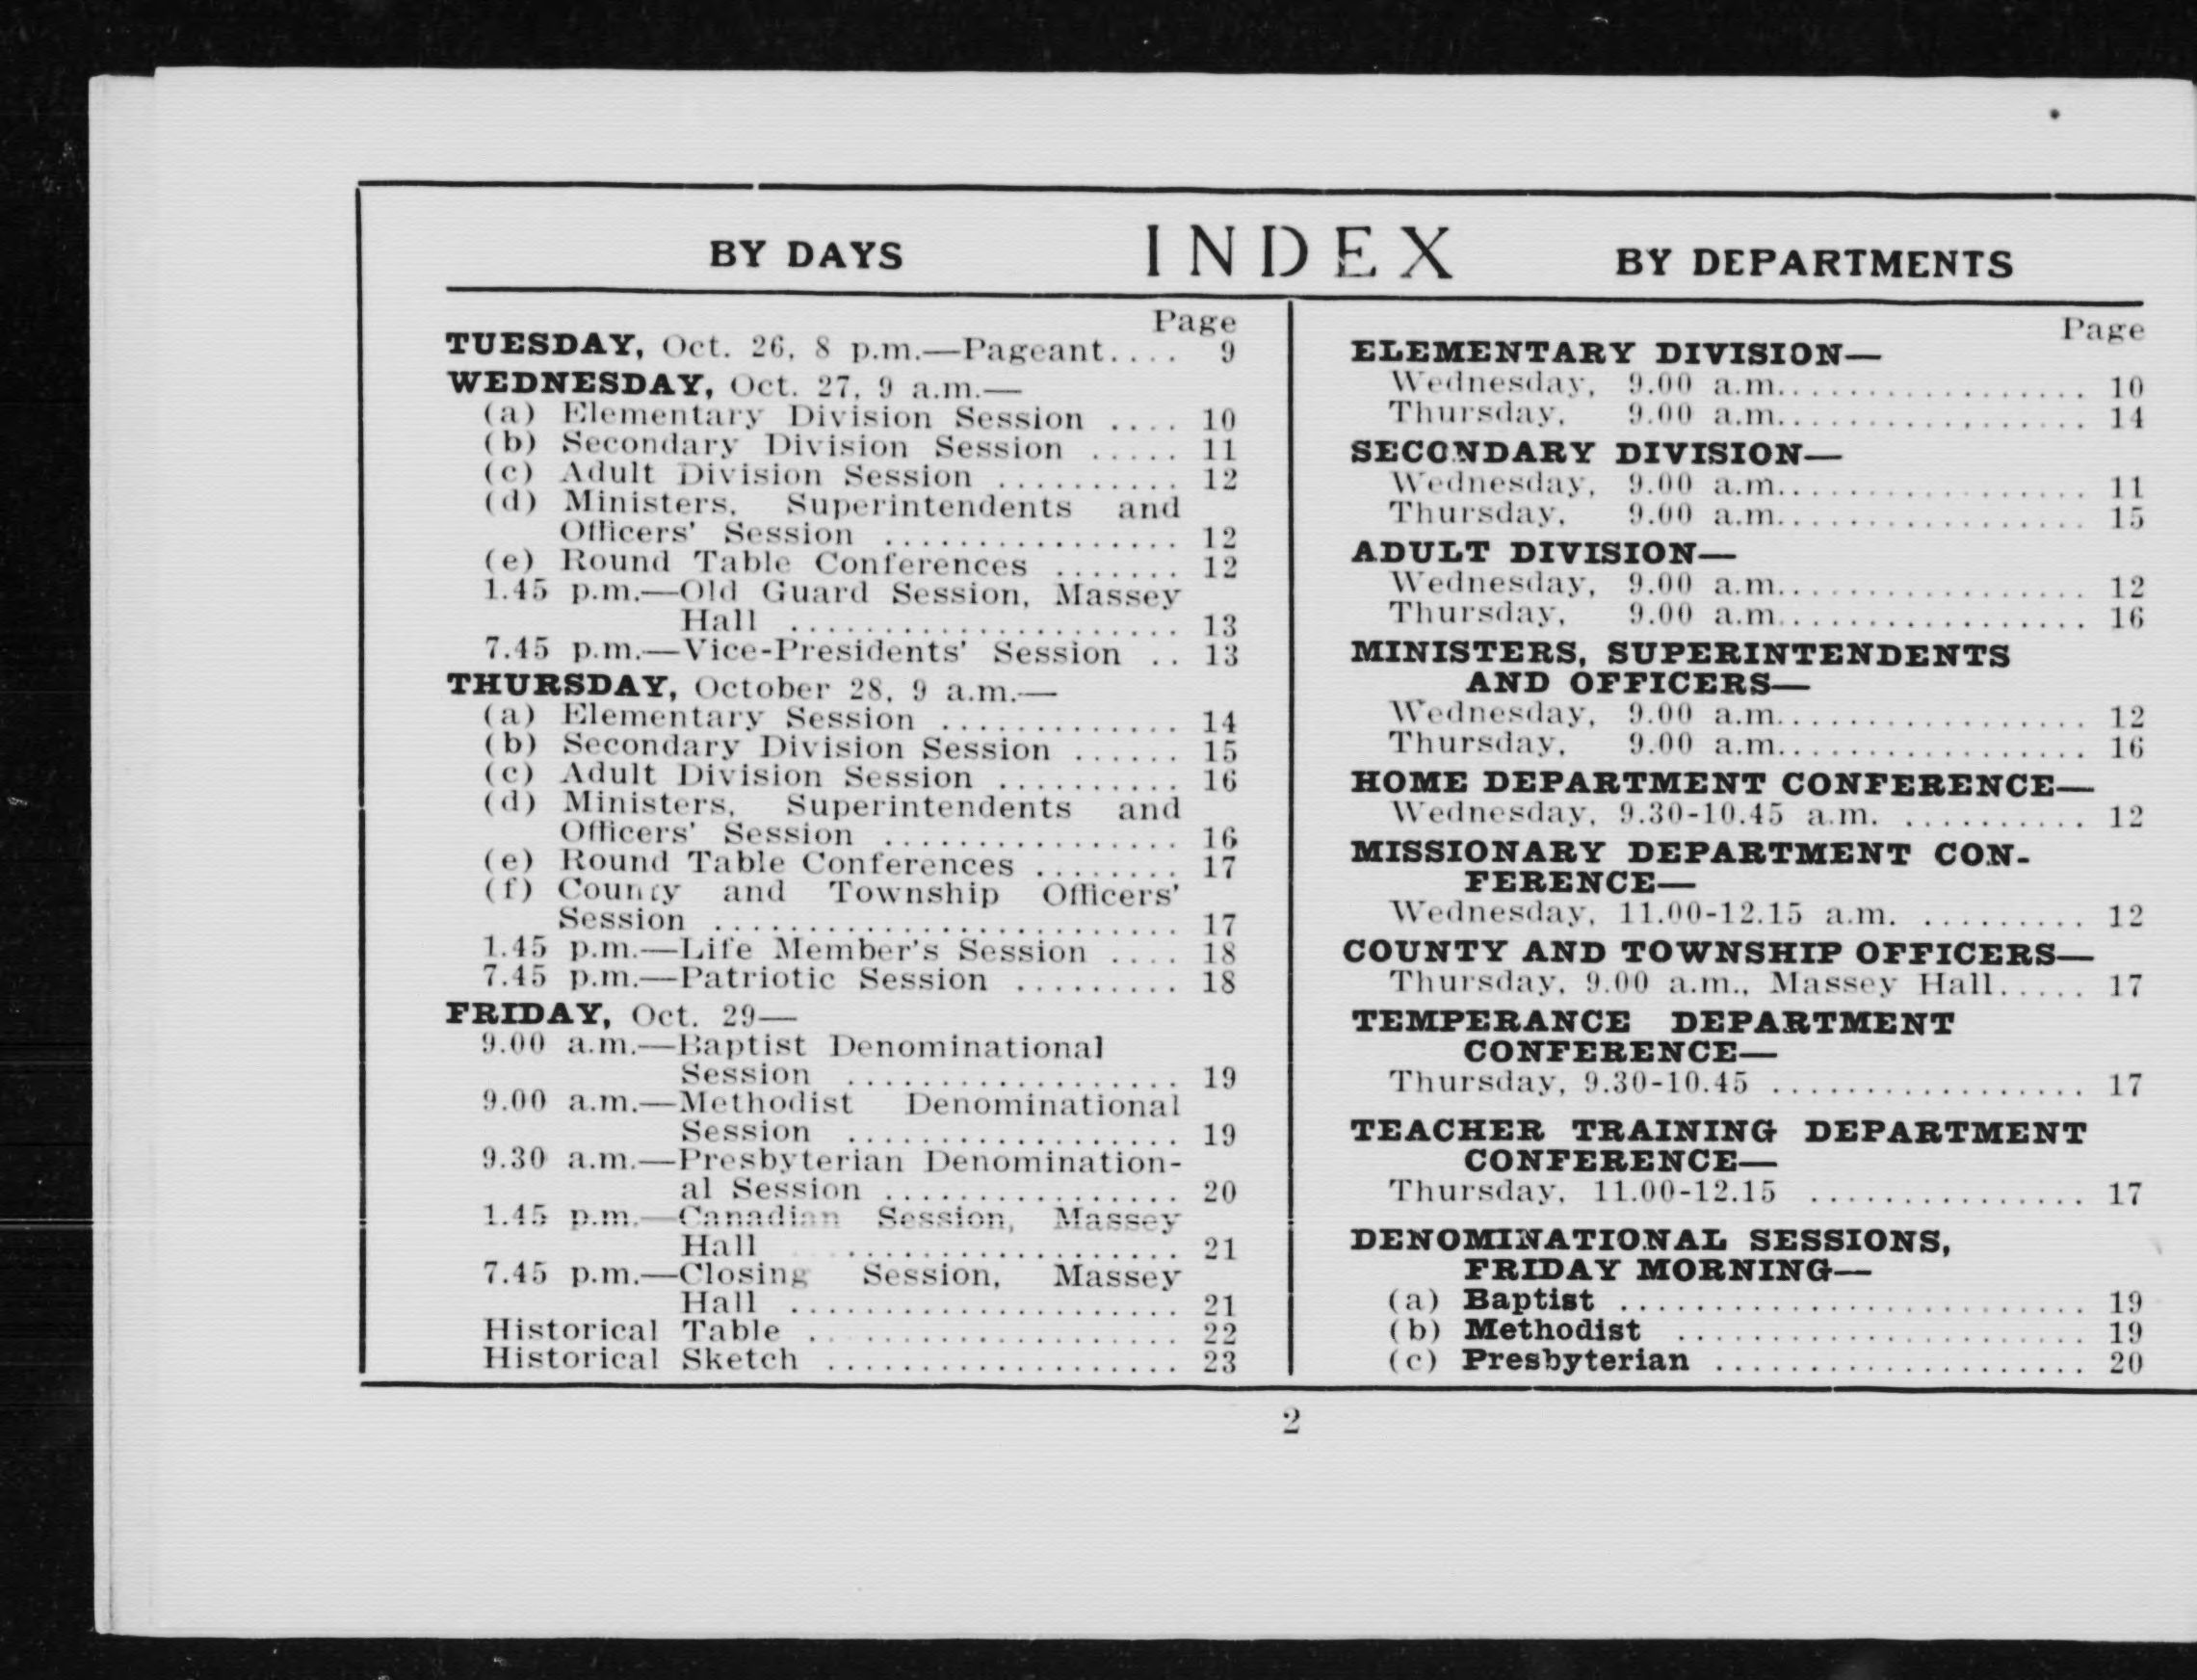 INDEX
BY DAYS
Page
TUESDAY, Oct. 26, 8 p.m.—Pageant.... 9
WEDNESDAY, Oct. 27, 9 a.m.—
(a) Elementary Division Session .... 10
(b) Secondary Division Session ..... 11
(c) Adult Division Session .......... 12
(d) Ministers, Superintendents and
Officers' Session ................ 12
(e) Round Table Conferences ....... 12
1.45 p.m.—Old Guard Session, Massey
Hall ..................... 13
7.45 p.m.—Vice-Presidents' Session .. 13
THURSDAY, October 28, 9 a.m.—
(a) Elementary Session ............. 14
(b) Secondary Division Session ...... 15
(c) Adult Division Session .......... 16
(d) Ministers, Superintendents and
Officers' Session ................ 16
(e) Round Table Conferences ........ 17
(f) County and Township Officers'
Session ......................... 17
1.45 p.m.—Life Member's Session .... 18
7.45 p.m.—Patriotic Session ......... 18
FRIDAY, Oct. 29—
9.00 a.m.—Baptist Denominational
Session .................. 19
9.00 a.m.—Methodist Denominational
Session .................. 19
9.30 a.m.—Presbyterian Denomination-
al Session ................ 20
1.45 p.m.—Canadian Session, Massey
Hall .................. 21
7.45 p.m.—Closing Session, Massey
Hall ..................... 21
Historical Table .. .................. 22
Historical Sketch ................... 23
BY DEPARTMENTS
Page
ELEMENTARY DIVISION—
Wednesday, 9.00 a.m................. 10
Thursday, 9.00 a.m................. 14
SECONDARY DIVISION—
Wednesday, 9.00 a.m................. 11
Thursday, 9.00 a.m................. 15
ADULT DIVISION—
Wednesday, 9.00 a.m................. 12
Thursday, 9.00 a.m................. 16
MINISTERS, SUPERINTENDENTS
AND OFFICERS—
Wednesday, 9.00 a.m................. 12
Thursday, 9.00 a.m................. 16
HOME DEPARTMENT CONFERENCE—
Wednesday, 9.30-10.45 a.m. .......... 12
MISSIONARY DEPARTMENT CON-
FERENCE—
Wednesday, 11.00-12.15 a.m. ......... 12
COUNTY AND TOWNSHIP OFFICERS—
Thursday, 9.00 a.m., Massey Hall..... 17
TEMPERANCE DEPARTMENT
CONFERENCE—
Thursday, 9.30-10.45 ................. 17
TEACHER TRAINING DEPARTMENT
CONFERENCE—
Thursday, 11.00-12.15 ............... 17
DENOMINATIONAL SESSIONS,
FRIDAY MORNING—
(a) Baptist ......................... 19
(b) Methodist ...................... 19
(c) Presbyterian .................... 20
2